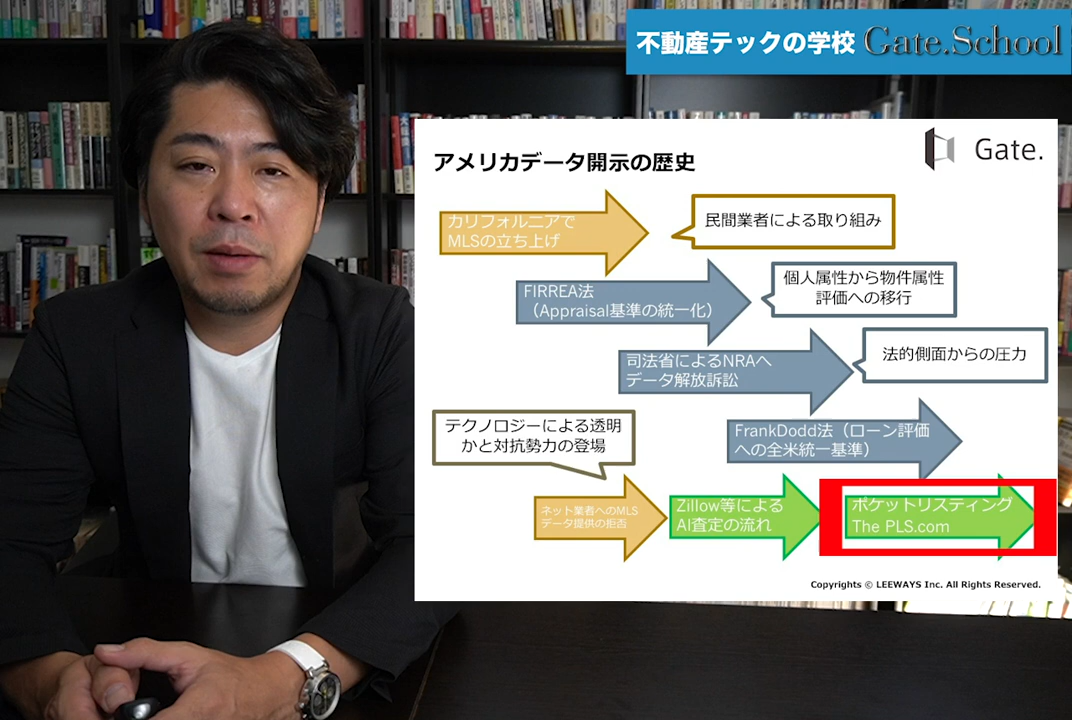 不動産テックの学校 Gate.School
Gate.
アメリカデータ開示の歴史
カリフォルニアで
MLSの立ち上げ
民間業者による取り組み
FIRREA法
（Appraisal基準の統一化）
個人属性から物件属性
評価への移行
司法省によるNRAへ
データ解放訴訟
法的側面からの圧力
テクノロジーによる透明
かと対抗勢力の登場
FrankDodd法（ローン評価
への全米統一基準）
ネット業者へのMLS
データ提供の拒否
Zillow等による
AI査定の流れ
ポケットリスティング
The PLS.com
Copyrights © LEEWAYS Inc. All Rights Reserved.